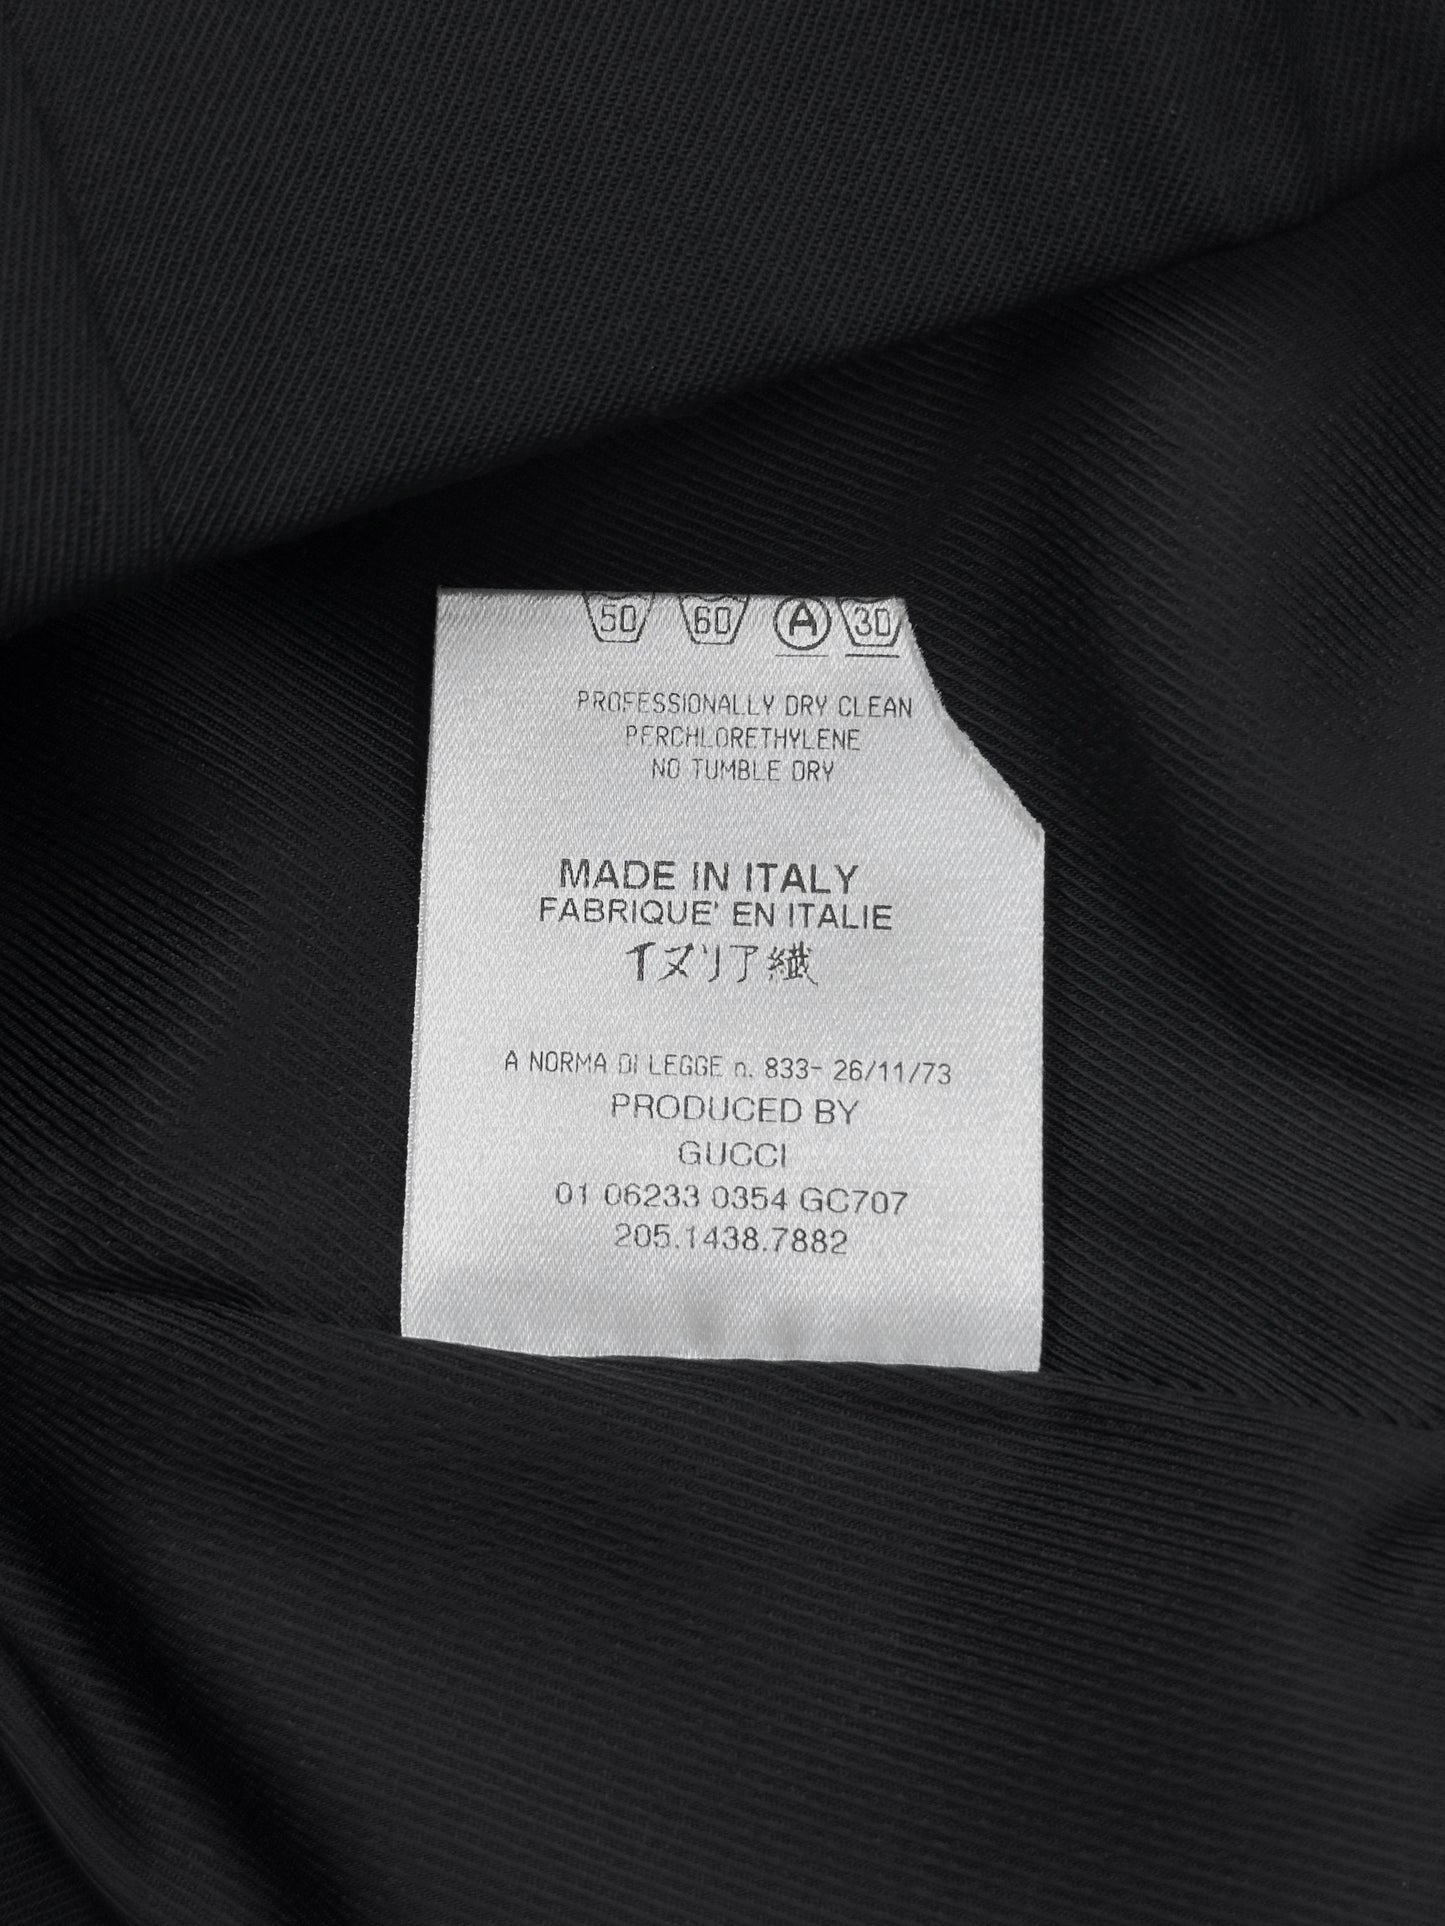 50 60 A 30
PROFESSIONALLY DRY CLEAN
PERCHLORETHYLENE
NO TUMBLE DRY
MADE IN ITALY
FABRIQUE' EN ITALIE
イヌリア織
A NORMA DI LEGGE n. 833- 26/11/73
PRODUCED BY
GUCCI
01 06233 0354 GC707
205.1438.7882